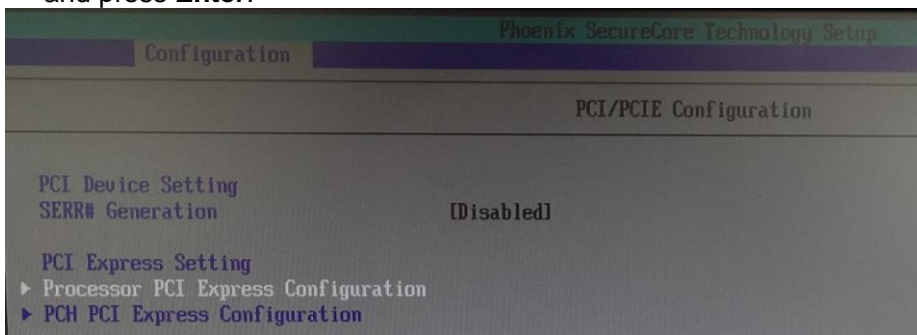 and press Enter.
Phoenix SecureCore Technology Setup
Configuration
PCI/PCIE Configuration
PCI Device Setting
SERR# Generation [Disabled]
PCI Express Setting
▶ Processor PCI Express Configuration
▶ PCH PCI Express Configuration